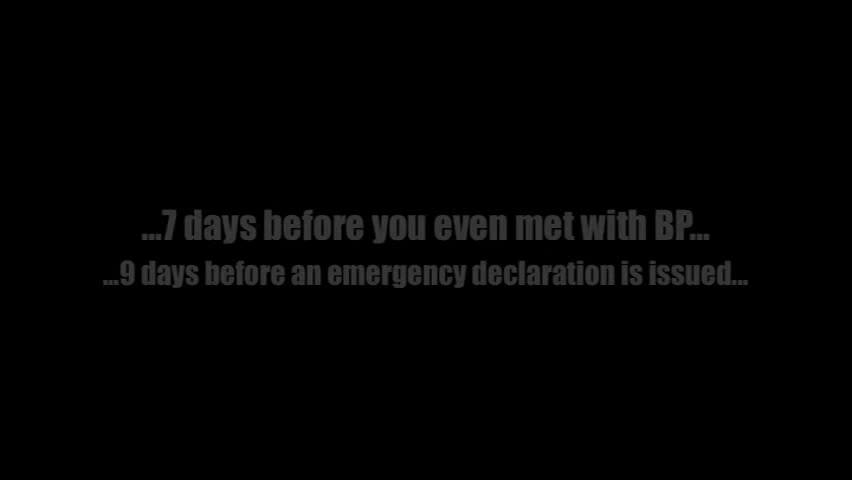 ...7 days before you even met with BP...
...9 days before an emergency declaration is issued...